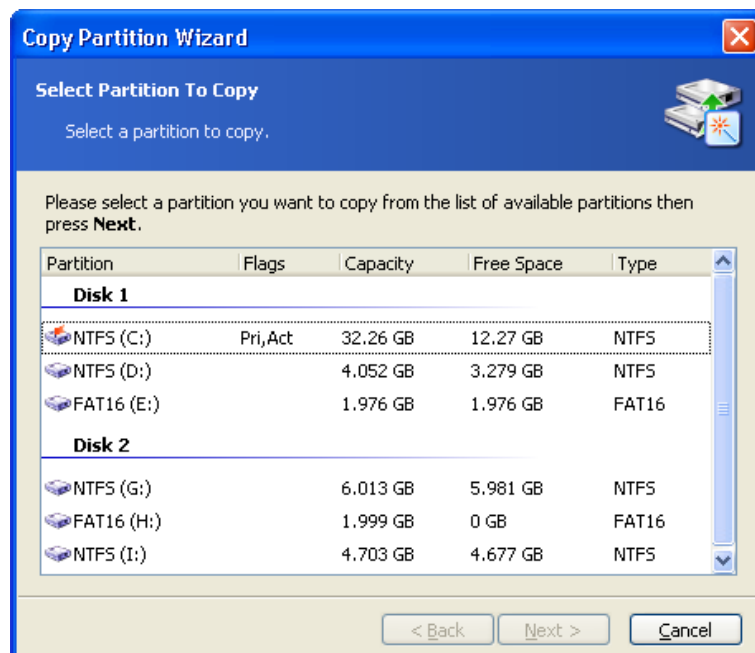 Copy Partition Wizard
Select Partition To Copy
Select a partition to copy.
Please select a partition you want to copy from the list of available partitions then
press Next.
Partition Flags Capacity Free Space Type
Disk 1
NTFS (C:) Pri,Act 32.26 GB 12.27 GB NTFS
NTFS (D:) 4.052 GB 3.279 GB NTFS
FAT16 (E:) 1.976 GB 1.976 GB FAT16
Disk 2
NTFS (G:) 6.013 GB 5.981 GB NTFS
FAT16 (H:) 1.999 GB 0 GB FAT16
NTFS (I:) 4.703 GB 4.677 GB NTFS
< Back Next > Cancel